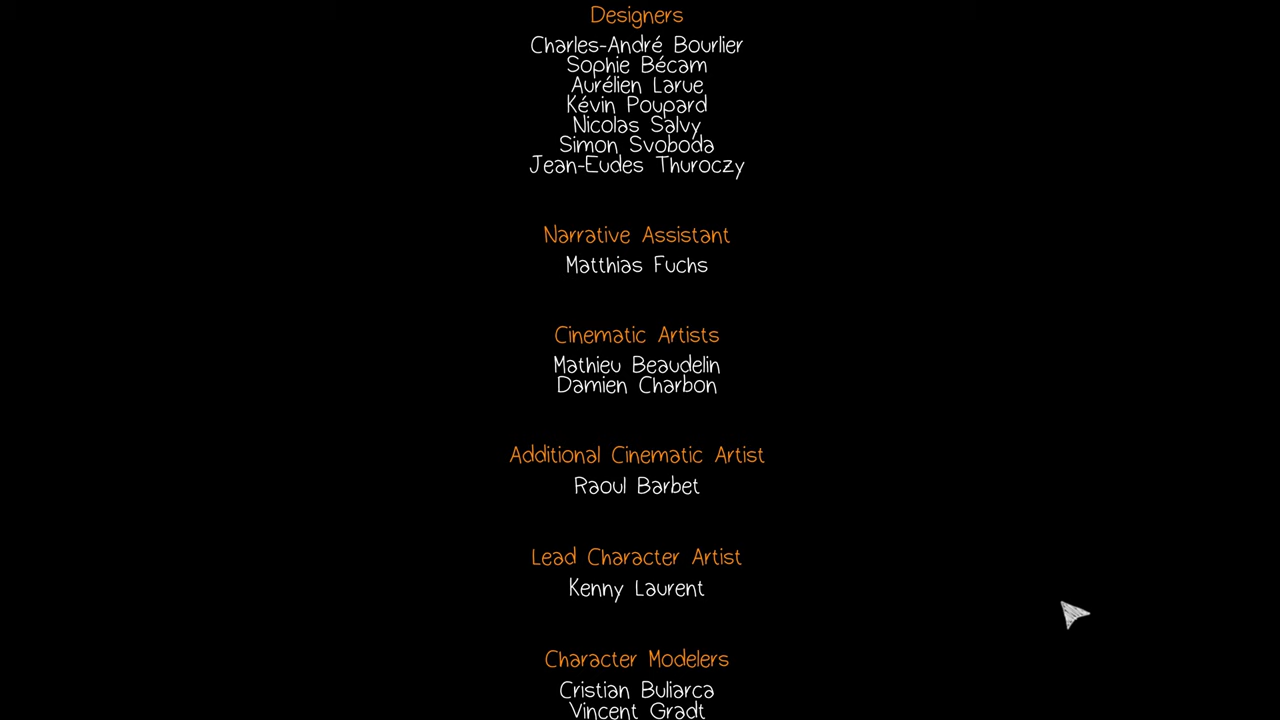 Designers
Charles-André Bourlier
Sophie Bécam
Aurélien Larue
Kévin Poupard
Nicolas Salvy
Simon Svoboda
Jean-Eudes Thuroczy
Narrative Assistant
Matthias Fuchs
Cinematic Artists
Mathieu Beaudelin
Damien Charbon
Additional Cinematic Artist
Raoul Barbet
Lead Character Artist
Kenny Laurent
Character Modelers
Cristian Buliarca
Vincent Gradt